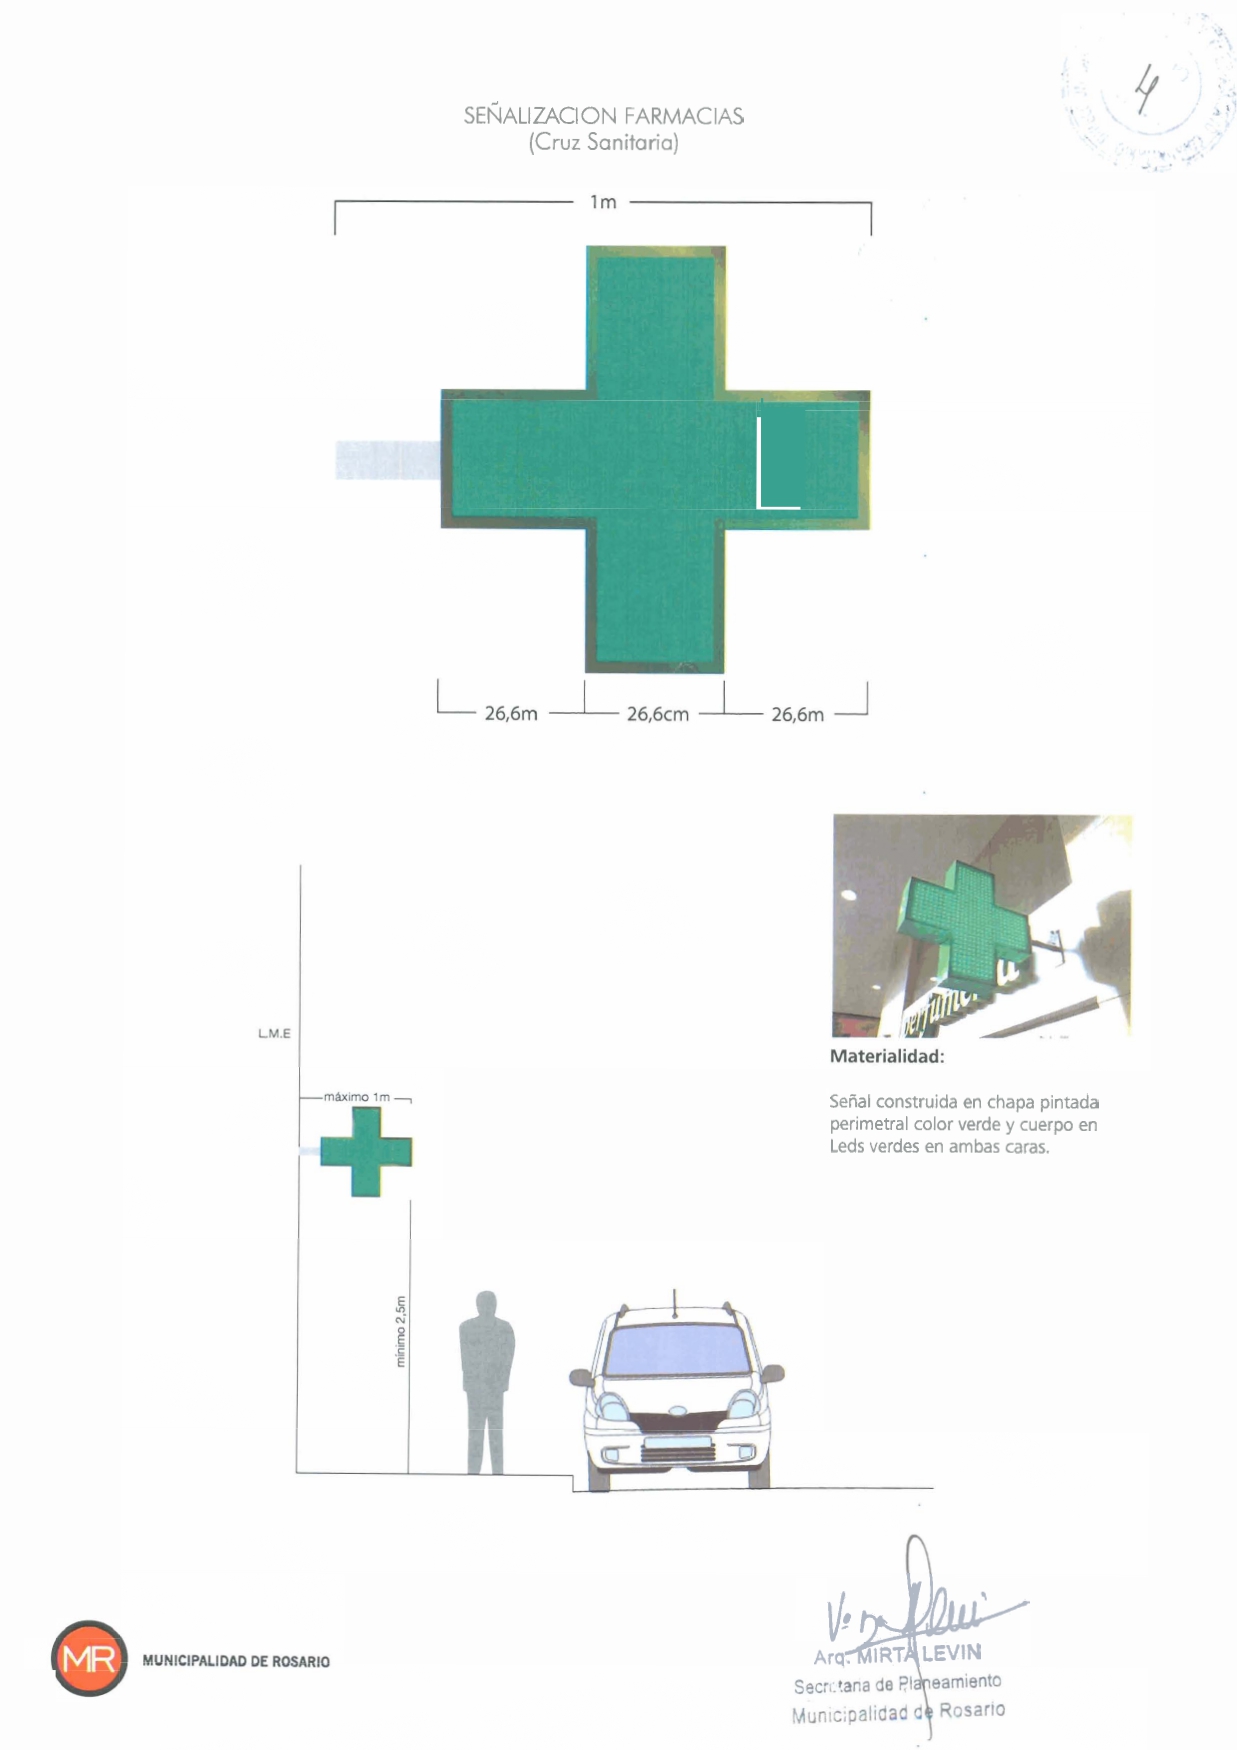 4
SEÑALIZACION FARMACIAS
(Cruz Sanitaria)
1m
26,6m
26,6cm
26,6m
L.M.E
máximo 1m
mínimo 2,5m
perfume
Materialidad:
Señal construida en chapa pintada
perimetral color verde y cuerpo en
Leds verdes en ambas caras.
MR
MUNICIPALIDAD DE ROSARIO
Arq. MIRTA LEVIN
Secretaria de Planeamiento
Municipalidad de Rosario